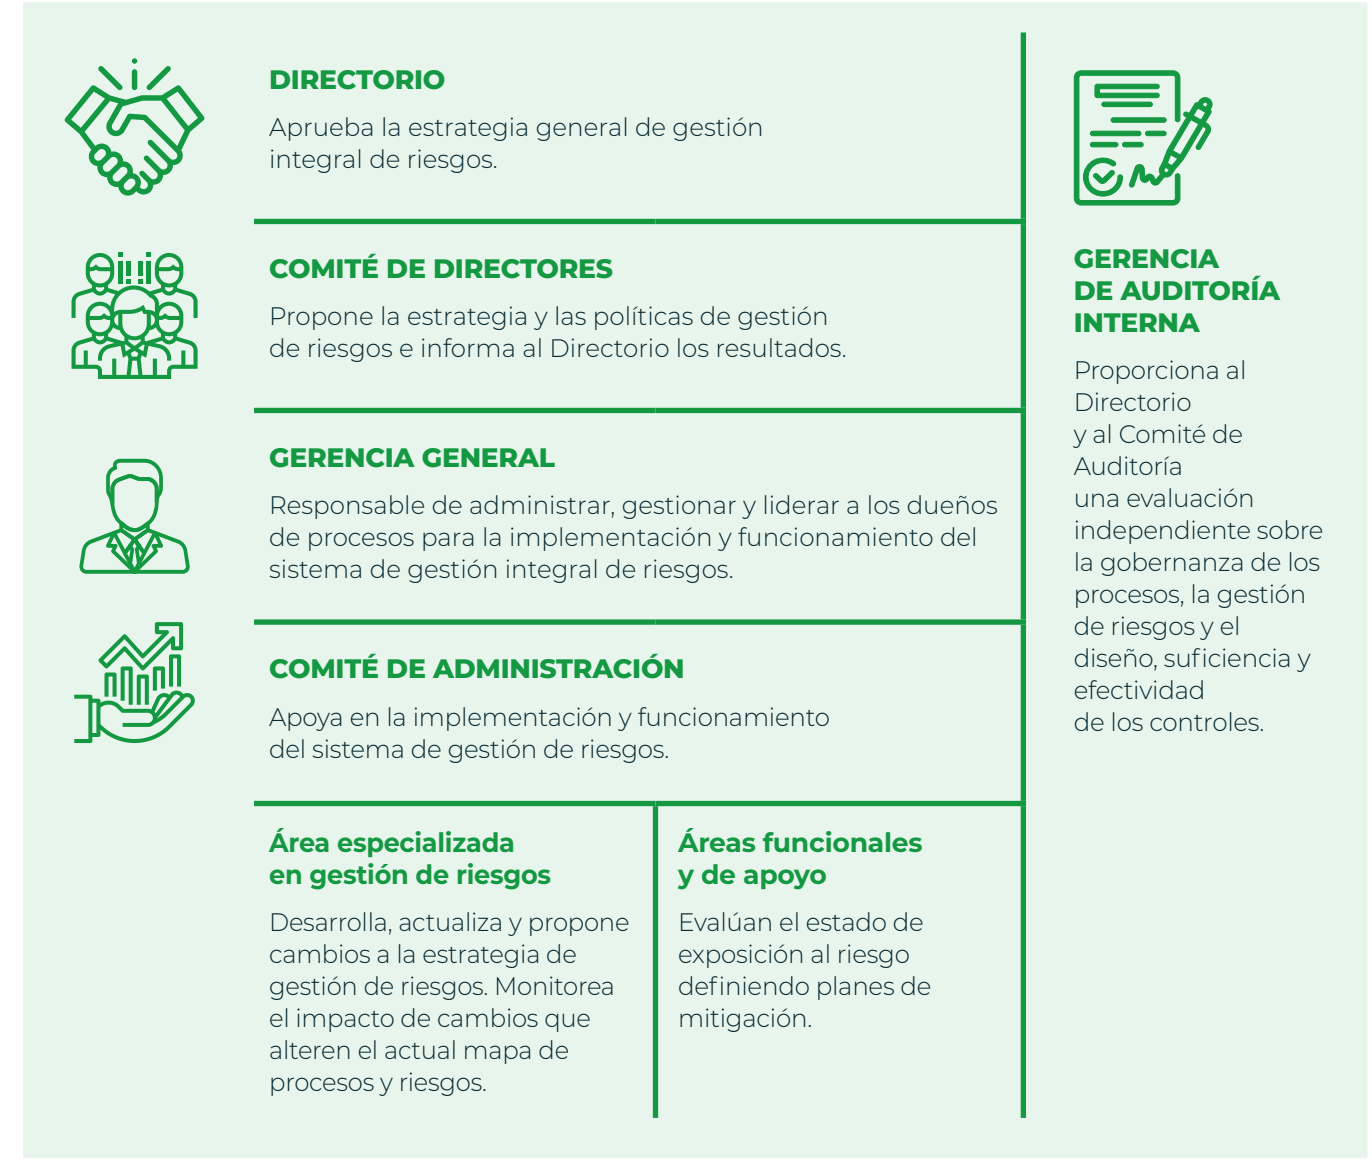 DIRECTORIO
Aprueba la estrategia general de gestión
integral de riesgos.
COMITÉ DE DIRECTORES
Propone la estrategia y las políticas de gestión
de riesgos e informa al Directorio los resultados.
GERENCIA GENERAL
Responsable de administrar, gestionar y liderar a los dueños
de procesos para la implementación y funcionamiento del
sistema de gestión integral de riesgos.
COMITÉ DE ADMINISTRACIÓN
Apoya en la implementación y funcionamiento
del sistema de gestión de riesgos.
Área especializada
en gestión de riesgos
Desarrolla, actualiza y propone
cambios a la estrategia de
gestión de riesgos. Monitorea
el impacto de cambios que
alteren el actual mapa de
procesos y riesgos.
Áreas funcionales
y de apoyo
Evalúan el estado de
exposición al riesgo
definiendo planes de
mitigación.
GERENCIA
DE AUDITORÍA
INTERNA
Proporciona al
Directorio
y al Comité de
Auditoría
una evaluación
independiente sobre
la gobernanza de los
procesos, la gestión
de riesgos y el
diseño, suficiencia y
efectividad
de los controles.